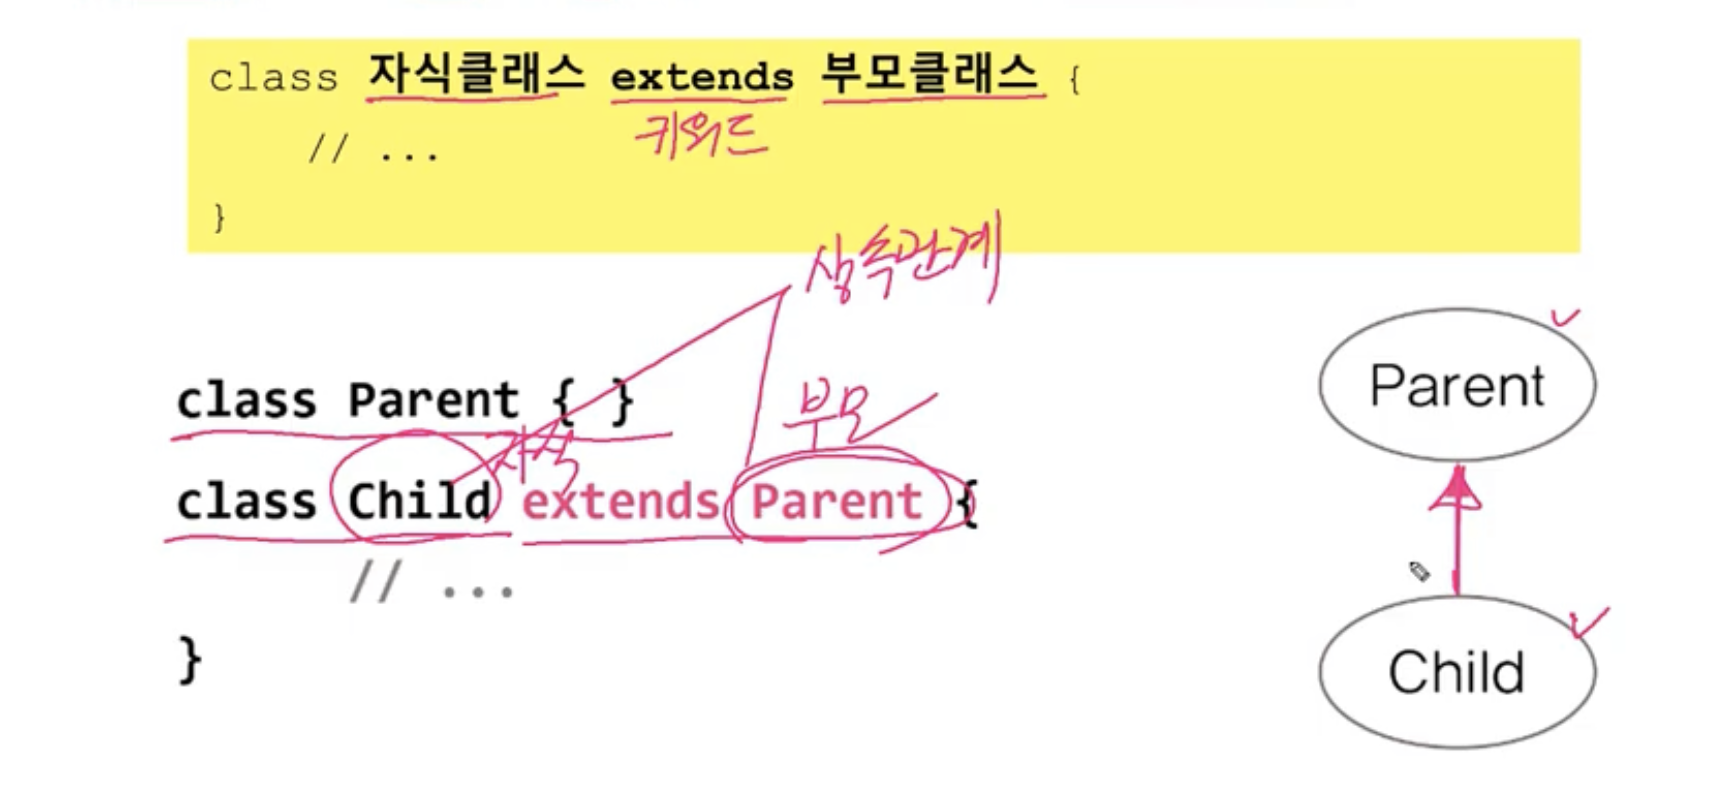 class 자식클래스 extends 부모클래스 {
키워드
// ...
}
상속관계
class Parent { }
부모
자식
class Child extends Parent {
// ...
}
Parent
Child